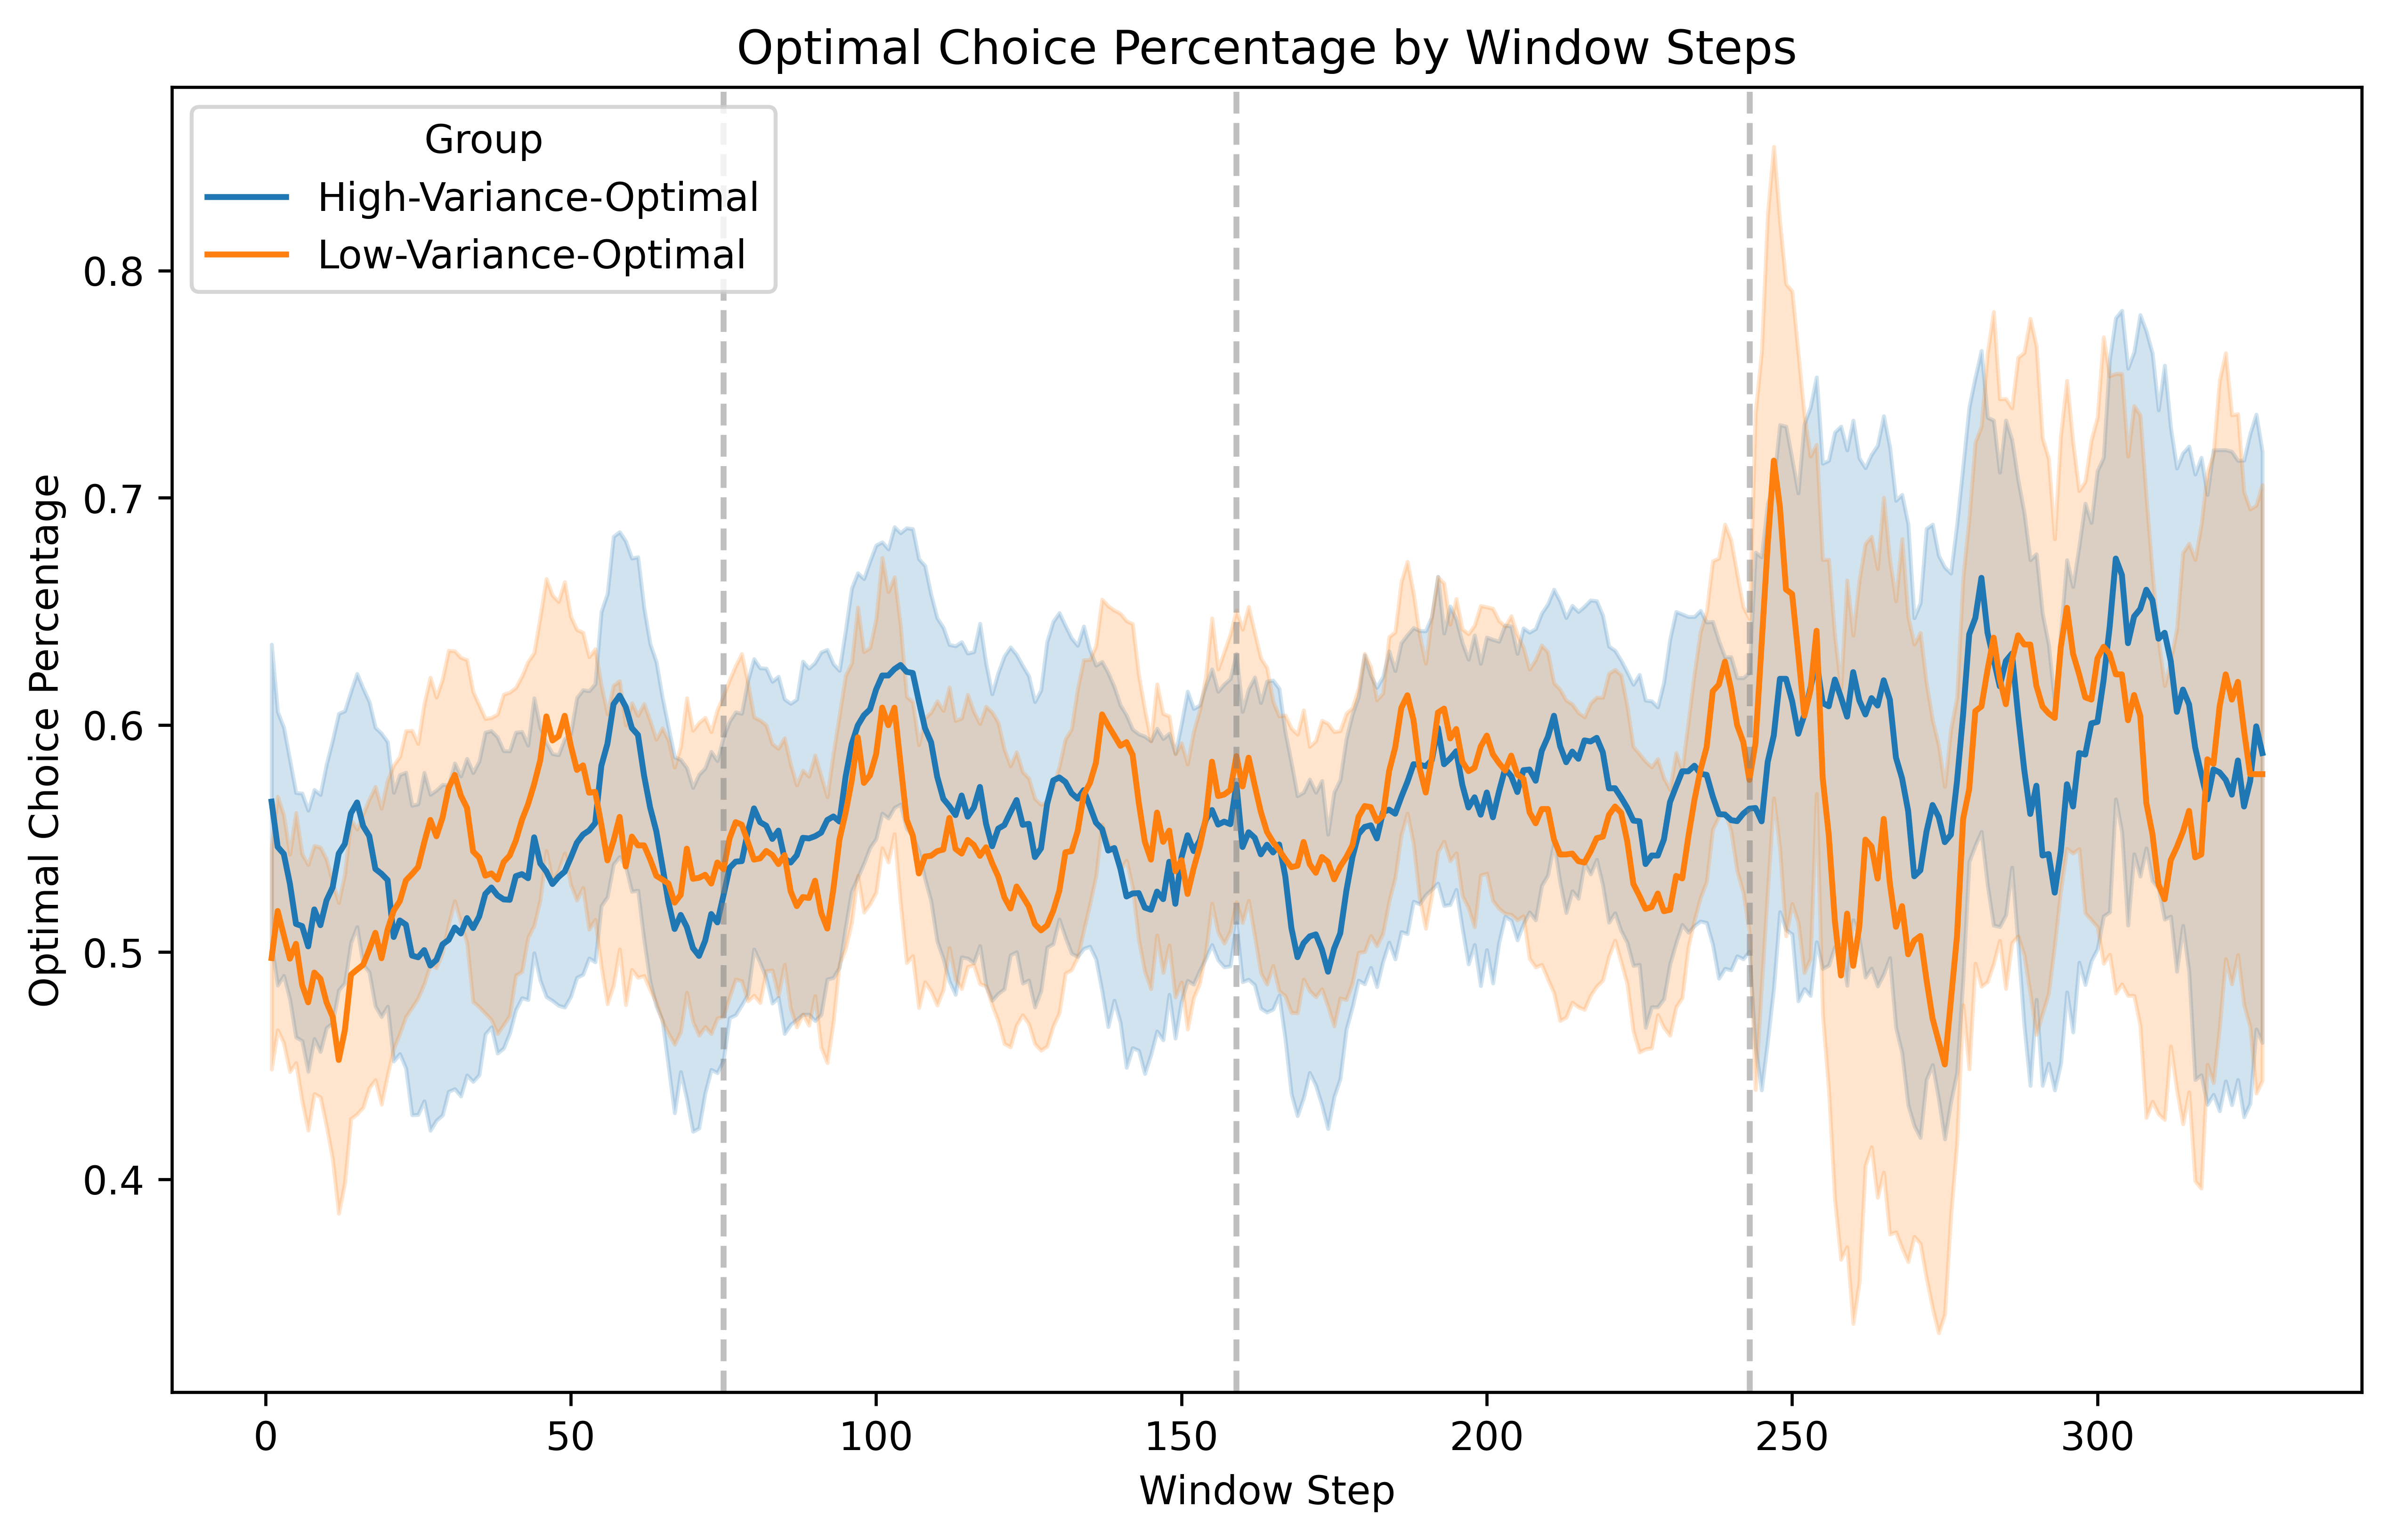 Optimal Choice Percentage by Window Steps
Group
High-Variance-Optimal
Low-Variance-Optimal
Optimal Choice Percentage
0.8
0.7
0.6
0.5
0.4
0
50
100
150
200
250
300
Window Step